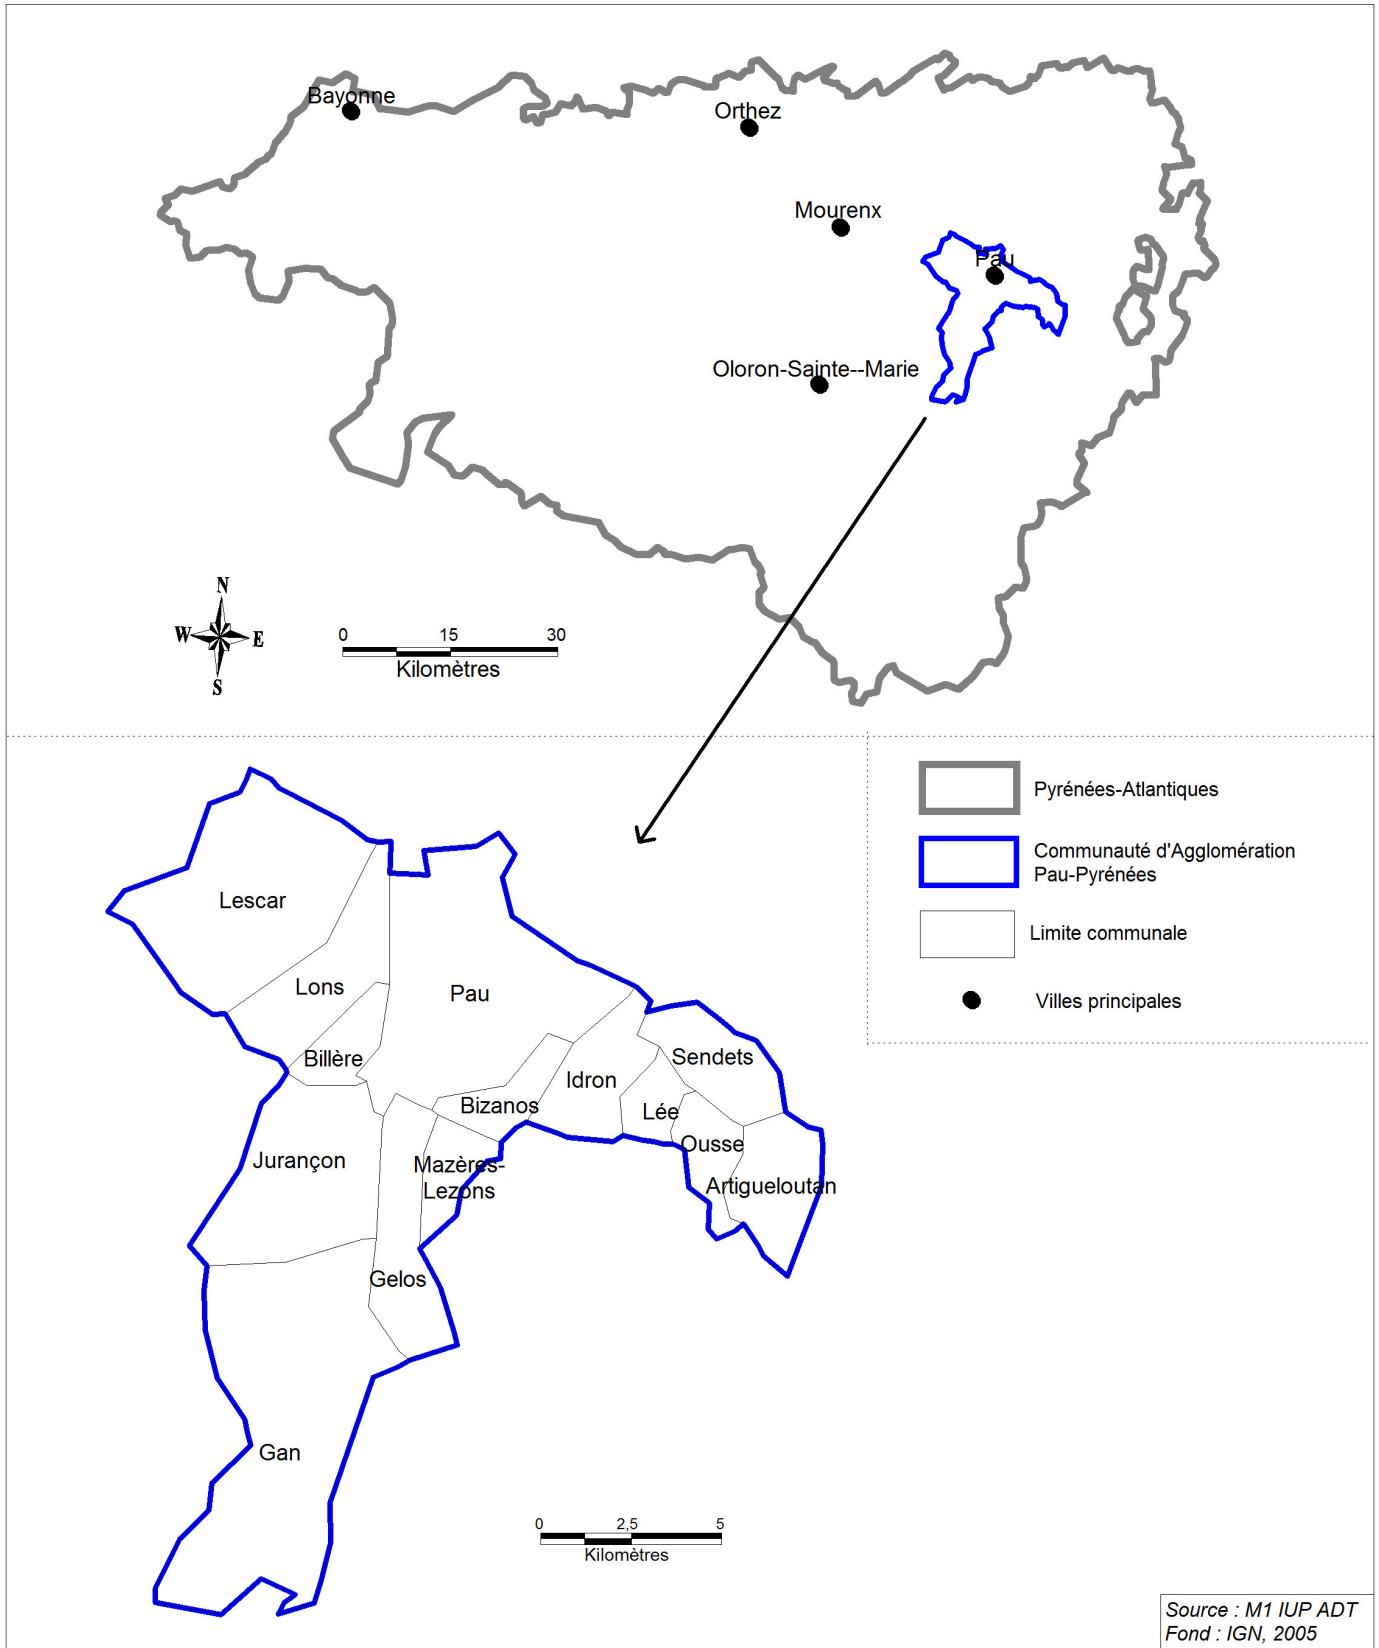 Bayonne
Orthez
Mourenx
Pau
Oloron-Sainte--Marie
N
W E
S
0 15 30
Kilomètres
Pyrénées-Atlantiques
Communauté d'Agglomération
Pau-Pyrénées
Limite communale
Villes principales
Lescar
Lons
Pau
Billère
Sendets
Idron
Bizanos
Lée
Ousse
Jurançon
Mazères-
Lezons
Artigueloutan
Gelos
Gan
0 2,5 5
Kilomètres
Source : M1 IUP ADT
Fond : IGN, 2005